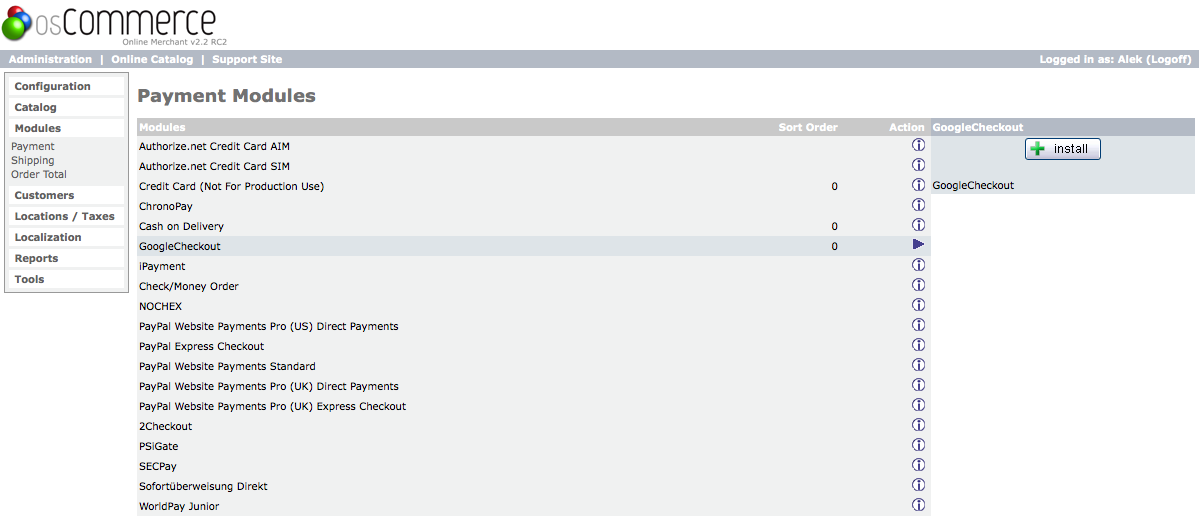 osCommerce
Online Merchant v2.2 RC2
Administration | Online Catalog | Support Site
Logged in as: Alek (Logoff)
Configuration
Catalog
Modules
Payment
Shipping
Order Total
Customers
Locations / Taxes
Localization
Reports
Tools
Payment Modules
Modules Sort Order Action
Authorize.net Credit Card AIM
Authorize.net Credit Card SIM
Credit Card (Not For Production Use) 0
ChronoPay
Cash on Delivery 0
GoogleCheckout 0
iPayment
Check/Money Order
NOCHEX
PayPal Website Payments Pro (US) Direct Payments
PayPal Express Checkout
PayPal Website Payments Standard
PayPal Website Payments Pro (UK) Direct Payments
PayPal Website Payments Pro (UK) Express Checkout
2Checkout
PSiGate
SECPay
Sofortüberweisung Direkt
WorldPay Junior
GoogleCheckout
install
GoogleCheckout